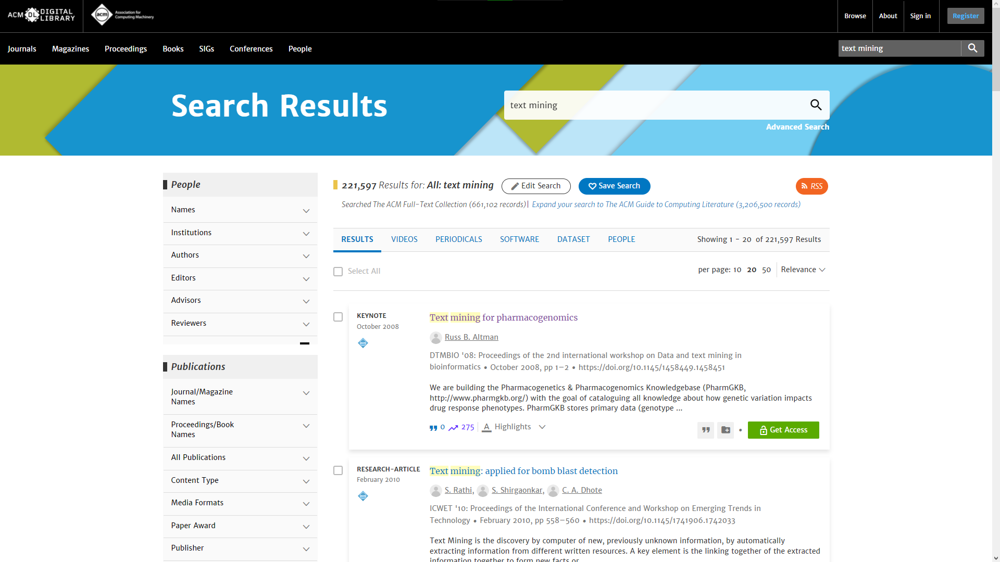 ACM DL DIGITAL LIBRARY
acm Association for Computing Machinery
Browse
About
Sign in
Register
Journals
Magazines
Proceedings
Books
SIGs
Conferences
People
text mining
Search Results
text mining
Advanced Search
People
Names
Institutions
Authors
Editors
Advisors
Reviewers
Publications
Journal/Magazine
Names
Proceedings/Book
Names
All Publications
Content Type
Media Formats
Paper Award
Publisher
221,597 Results for: All: text mining
Edit Search
Save Search
RSS
Searched The ACM Full-Text Collection (661,102 records)| Expand your search to The ACM Guide to Computing Literature (3,206,500 records)
RESULTS
VIDEOS
PERIODICALS
SOFTWARE
DATASET
PEOPLE
Showing 1 - 20 of 221,597 Results
Select All
per page: 10 20 50
Relevance
KEYNOTE
October 2008
Text mining for pharmacogenomics
Russ B. Altman
DTMBIO '08: Proceedings of the 2nd international workshop on Data and text mining in
bioinformatics • October 2008, pp 1–2 • https://doi.org/10.1145/1458449.1458451
We are building the Pharmacogenetics & Pharmacogenomics Knowledgebase (PharmGKB,
http://www.pharmgkb.org/) with the goal of cataloguing all knowledge about how genetic variation impacts
drug response phenotypes. PharmGKB stores primary data (genotype ...
0
275
A Highlights
Get Access
RESEARCH-ARTICLE
February 2010
Text mining: applied for bomb blast detection
S. Rathi, S. Shirgaonkar, C. A. Dhote
ICWET '10: Proceedings of the International Conference and Workshop on Emerging Trends in
Technology • February 2010, pp 558–560 • https://doi.org/10.1145/1741906.1742033
Text Mining is the discovery by computer of new, previously unknown information, by automatically
extracting information from different written resources. A key element is the linking together of the extracted
information together to form new facts or